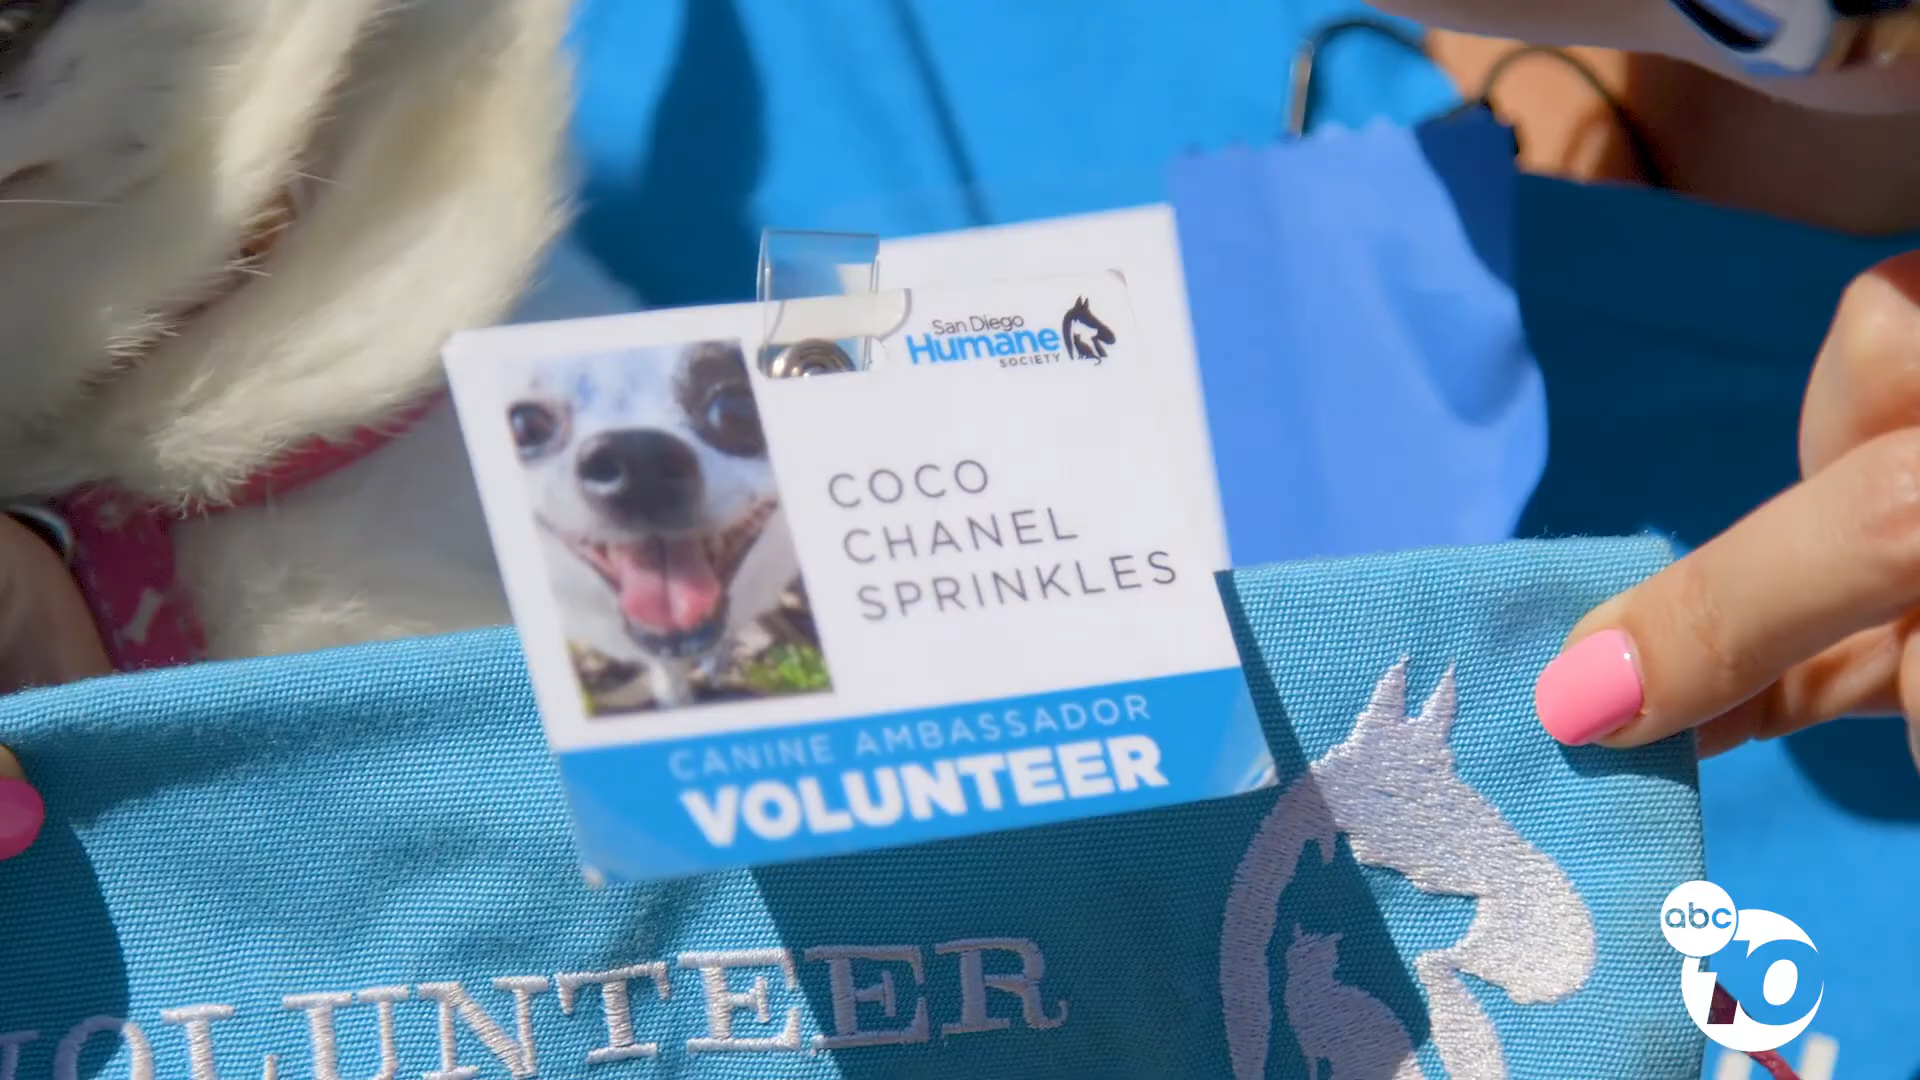 San Diego
Humane
SOCIETY
COCO
CHANEL
SPRINKLES
CANINE AMBASSADOR
VOLUNTEER
VOLUNTEER
abc
10